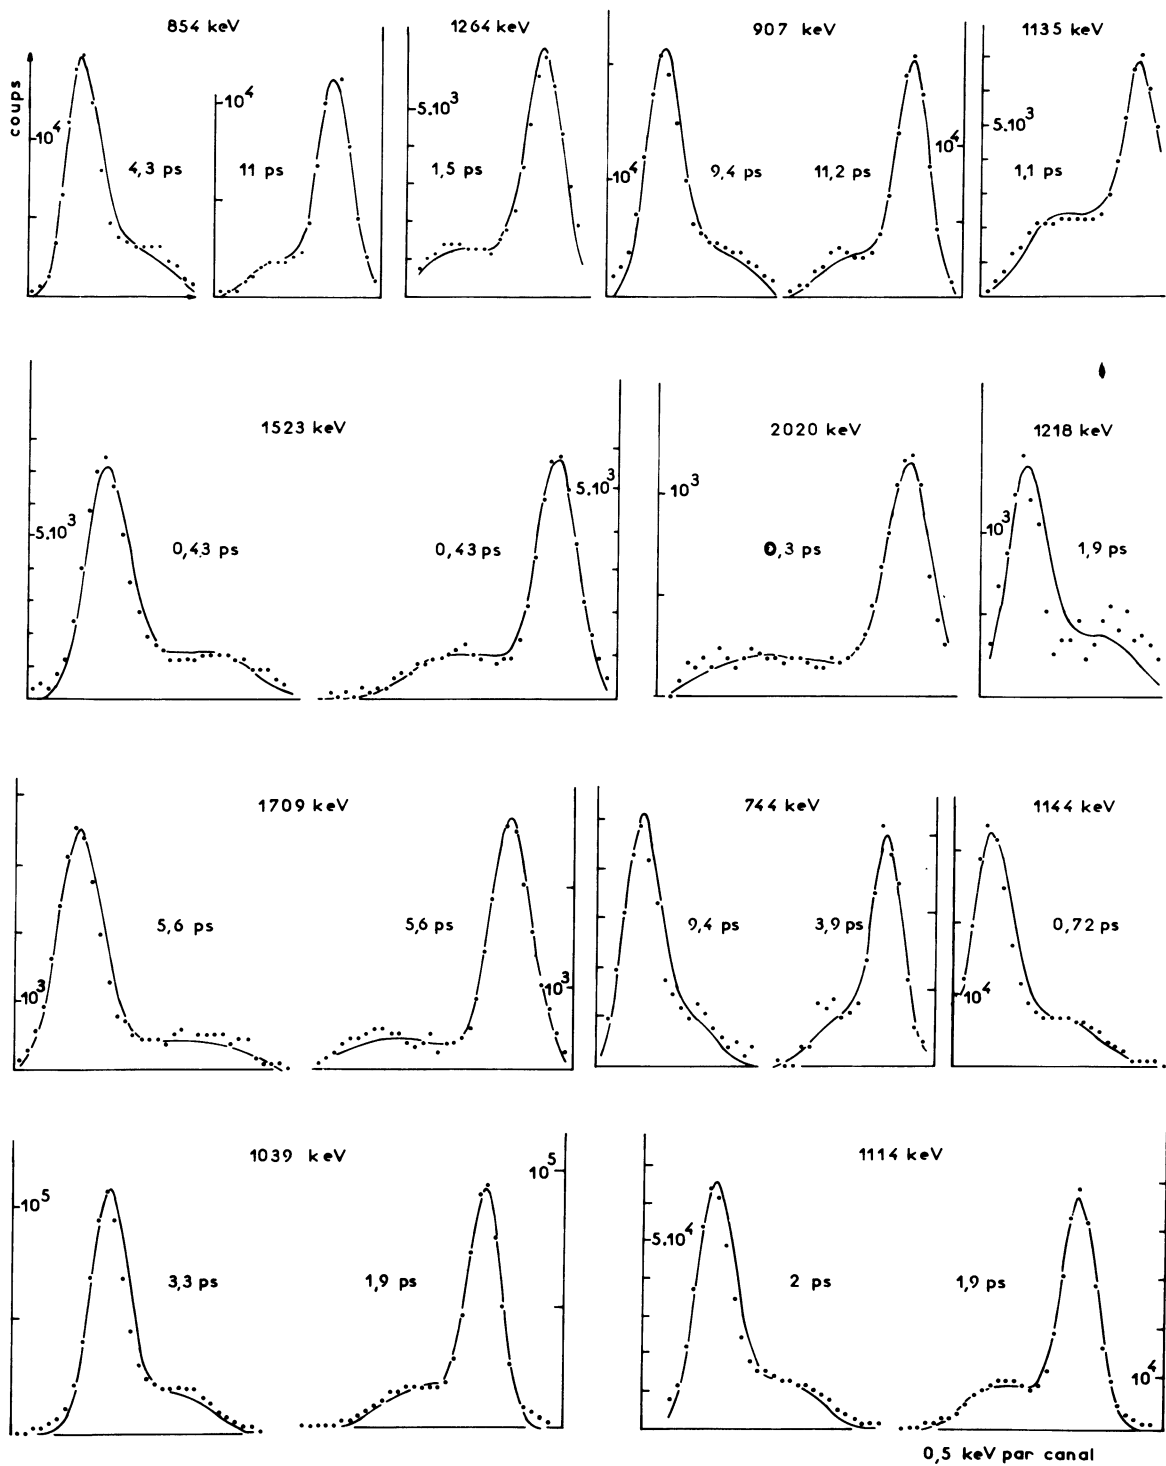 854 keV
1264 keV
907 keV
1135 keV
coups
10⁴
4,3 ps
10⁴
11 ps
5.10³
1,5 ps
10⁴
9,4 ps
11,2 ps
10⁴
5.10³
1,1 ps
1523 keV
2020 keV
1218 keV
5.10³
0,43 ps
0,43 ps
5.10³
10³
0,3 ps
10³
1,9 ps
1709 keV
744 keV
1144 keV
10³
5,6 ps
5,6 ps
10³
9,4 ps
3,9 ps
10⁴
0,72 ps
1039 keV
1114 keV
10⁵
3,3 ps
1,9 ps
10⁵
5.10⁴
2 ps
1,9 ps
10⁴
0,5 keV par canal